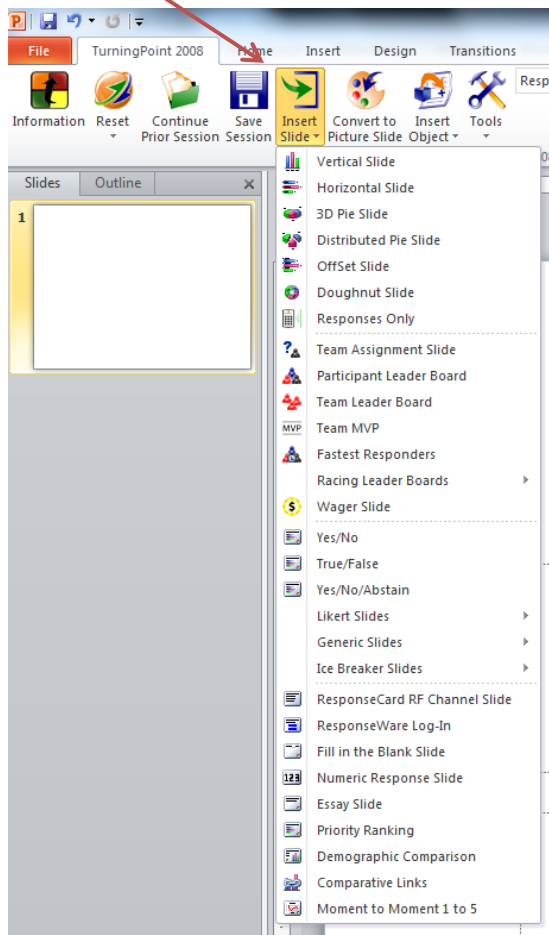 File TurningPoint 2008 Home Insert Design Transitions
Resp
Information Reset Continue Prior Session Save Session Insert Slide Convert to Picture Slide Insert Object Tools
Slides Outline
1
Vertical Slide
Horizontal Slide
3D Pie Slide
Distributed Pie Slide
OffSet Slide
Doughnut Slide
Responses Only
? Team Assignment Slide
Participant Leader Board
Team Leader Board
MVP Team MVP
Fastest Responders
Racing Leader Boards
$ Wager Slide
Yes/No
True/False
Yes/No/Abstain
Likert Slides
Generic Slides
Ice Breaker Slides
ResponseCard RF Channel Slide
ResponseWare Log-In
Fill in the Blank Slide
123 Numeric Response Slide
Essay Slide
Priority Ranking
Demographic Comparison
Comparative Links
Moment to Moment 1 to 5